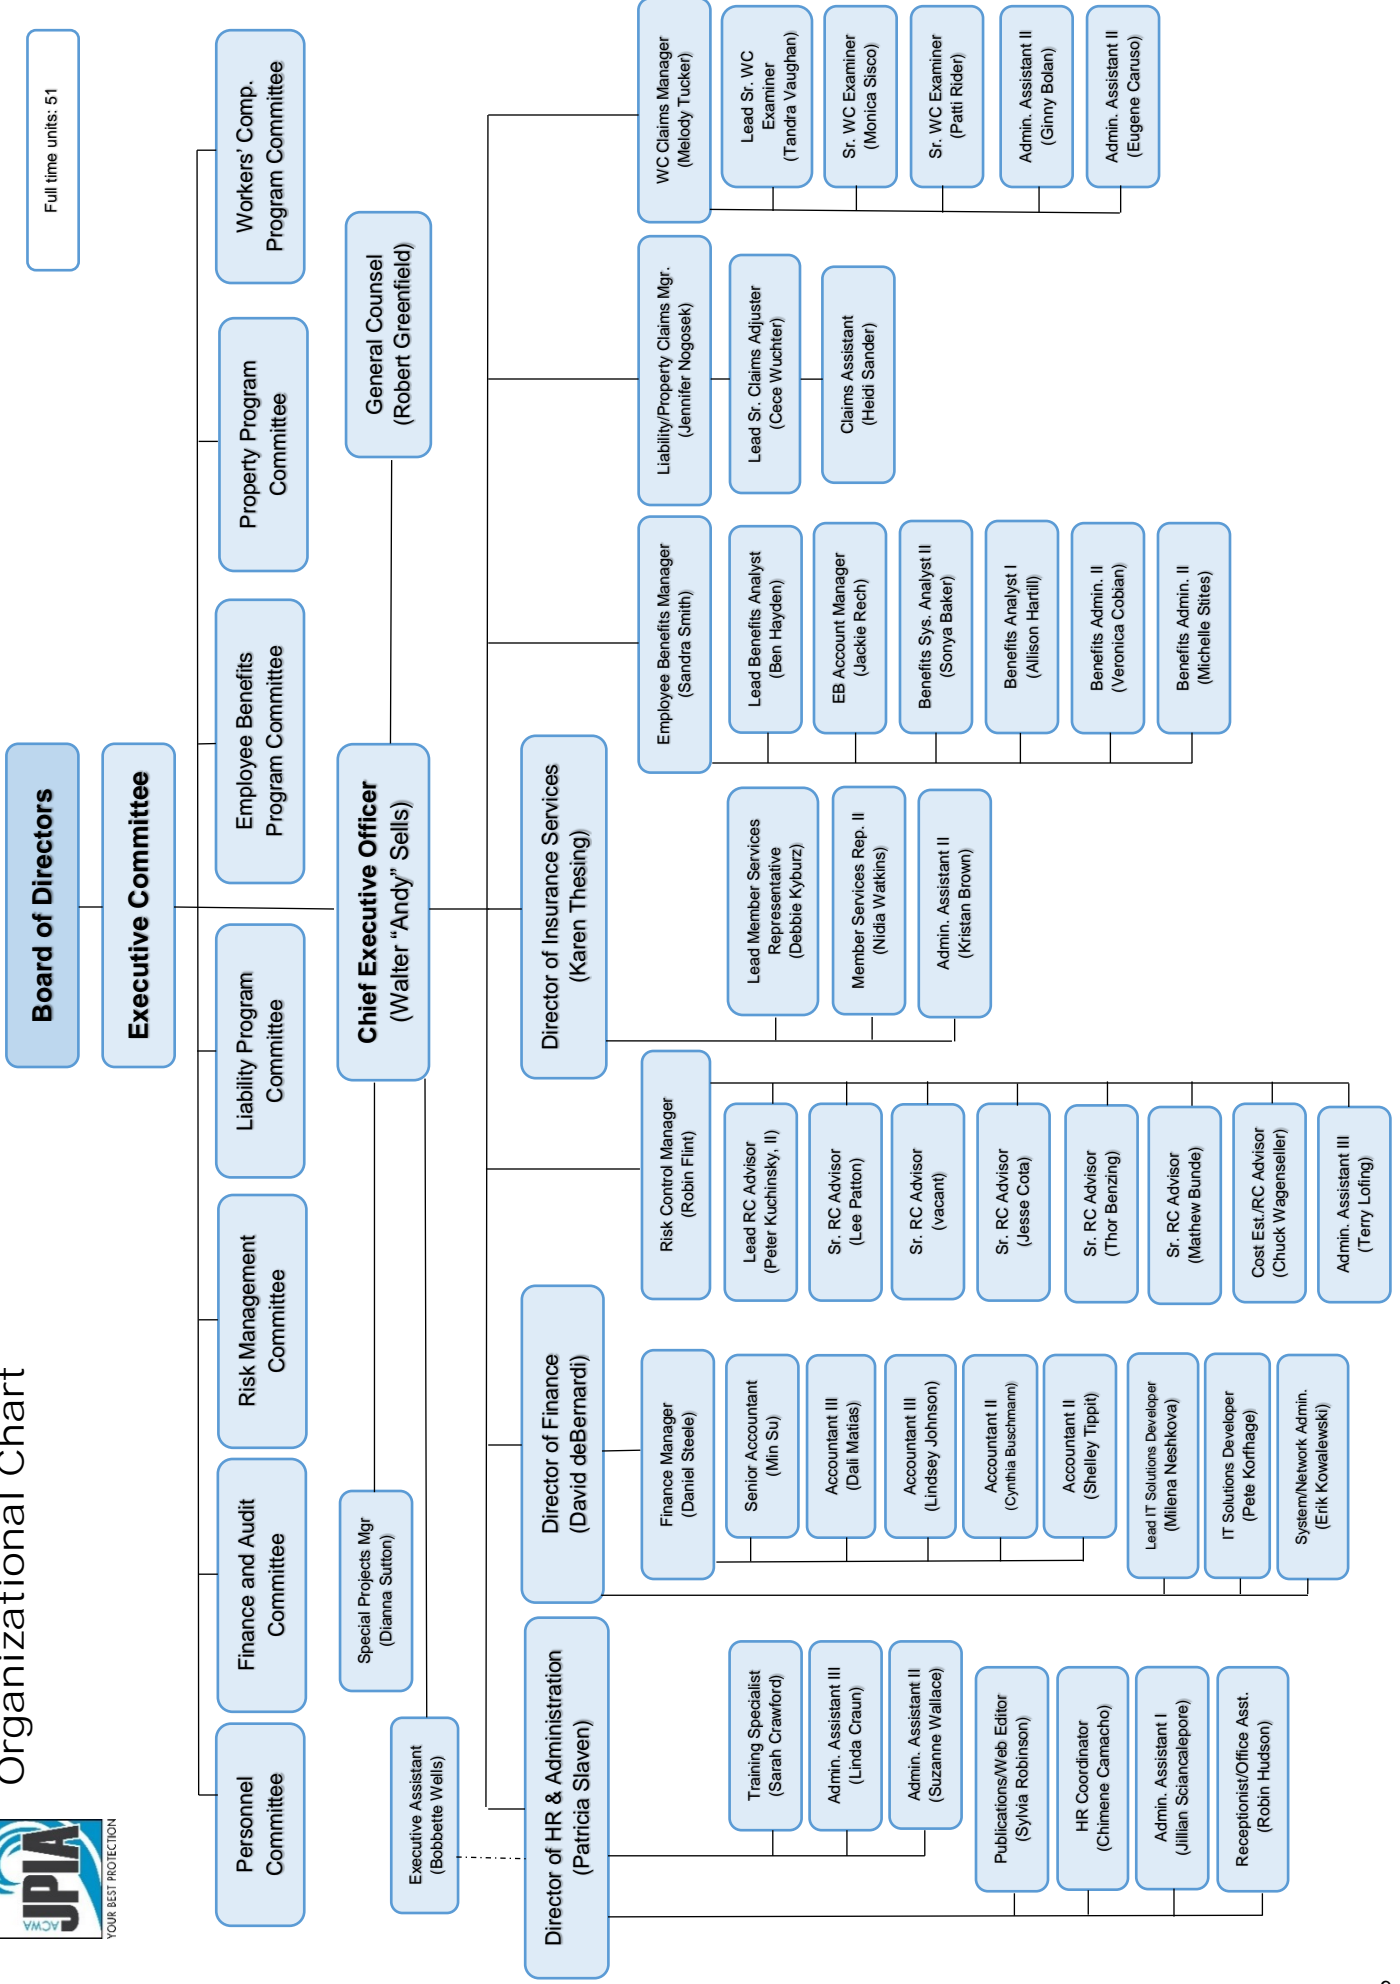 ACWA
JPIA
YOUR BEST PROTECTION
Organizational Chart
Full time units: 51
Board of Directors
Executive Committee
Personnel
Committee
Finance and Audit
Committee
Risk Management
Committee
Liability Program
Committee
Employee Benefits
Program Committee
Property Program
Committee
Workers’ Comp.
Program Committee
Chief Executive Officer
(Walter “Andy” Sells)
General Counsel
(Robert Greenfield)
Special Projects Mgr
(Dianna Sutton)
Executive Assistant
(Bobbette Wells)
Director of HR & Administration
(Patricia Slaven)
Director of Finance
(David deBernardi)
Director of Insurance Services
(Karen Thesing)
Training Specialist
(Sarah Crawford)
Admin. Assistant III
(Linda Craun)
Admin. Assistant II
(Suzanne Wallace)
Publications/Web Editor
(Sylvia Robinson)
HR Coordinator
(Chimene Camacho)
Admin. Assistant I
(Jillian Sciancalepore)
Receptionist/Office Asst.
(Robin Hudson)
Finance Manager
(Daniel Steele)
Senior Accountant
(Min Su)
Accountant III
(Dali Matias)
Accountant III
(Lindsey Johnson)
Accountant II
(Cynthia Buschmann)
Accountant II
(Shelley Tippit)
Lead IT Solutions Developer
(Milena Neshkova)
IT Solutions Developer
(Pete Korfhage)
System/Network Admin.
(Erik Kowalewski)
Risk Control Manager
(Robin Flint)
Lead RC Advisor
(Peter Kuchinsky, II)
Sr. RC Advisor
(Lee Patton)
Sr. RC Advisor
(vacant)
Sr. RC Advisor
(Jesse Cota)
Sr. RC Advisor
(Thor Benzing)
Sr. RC Advisor
(Mathew Bunde)
Cost Est./RC Advisor
(Chuck Wagenseller)
Admin. Assistant III
(Terry Lofing)
Lead Member Services
Representative
(Debbie Kyburz)
Member Services Rep. II
(Nidia Watkins)
Admin. Assistant II
(Kristan Brown)
Employee Benefits Manager
(Sandra Smith)
Lead Benefits Analyst
(Ben Hayden)
EB Account Manager
(Jackie Rech)
Benefits Sys. Analyst II
(Sonya Baker)
Benefits Analyst I
(Allison Hartill)
Benefits Admin. II
(Veronica Cobian)
Benefits Admin. II
(Michelle Stites)
Liability/Property Claims Mgr.
(Jennifer Nogosek)
Lead Sr. Claims Adjuster
(Cece Wuchter)
Claims Assistant
(Heidi Sander)
WC Claims Manager
(Melody Tucker)
Lead Sr. WC
Examiner
(Tandra Vaughan)
Sr. WC Examiner
(Monica Sisco)
Sr. WC Examiner
(Patti Rider)
Admin. Assistant II
(Ginny Bolan)
Admin. Assistant II
(Eugene Caruso)